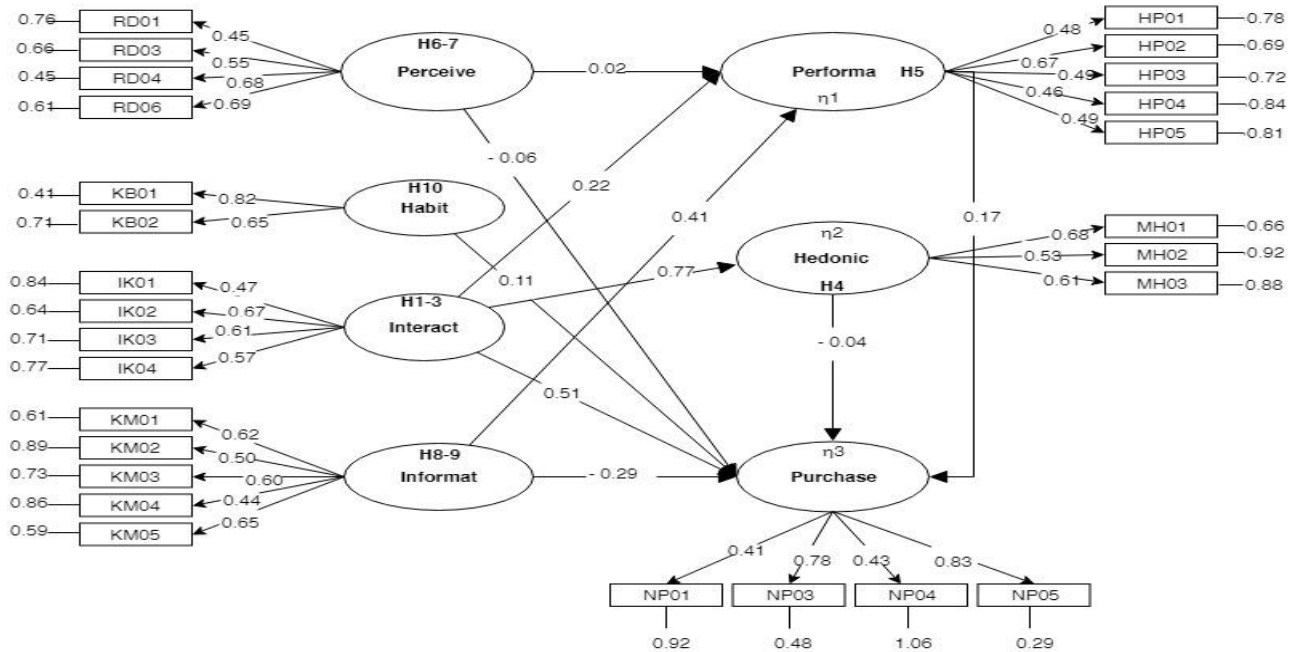 0.76 RD01 0.45
0.66 RD03 0.55
0.45 RD04 0.68
0.61 RD06 0.69
H6-7
Perceive
0.02
Performa H5
η1
0.48 HP01 0.78
0.67 HP02 0.69
0.49 HP03 0.72
0.46 HP04 0.84
0.49 HP05 0.81
- 0.06
0.22
0.41
0.17
0.41 KB01 0.82
0.71 KB02 0.65
H10
Habit
0.11
0.77
η2
Hedonic
H4
0.68 MH01 0.66
0.53 MH02 0.92
0.61 MH03 0.88
0.84 IK01 0.47
0.64 IK02 0.67
0.71 IK03 0.61
0.77 IK04 0.57
H1-3
Interact
0.51
- 0.04
0.61 KM01 0.62
0.89 KM02 0.50
0.73 KM03 0.60
0.86 KM04 0.44
0.59 KM05 0.65
H8-9
Informat
- 0.29
η3
Purchase
0.41 0.78 0.43 0.83
NP01 NP03 NP04 NP05
0.92 0.48 1.06 0.29